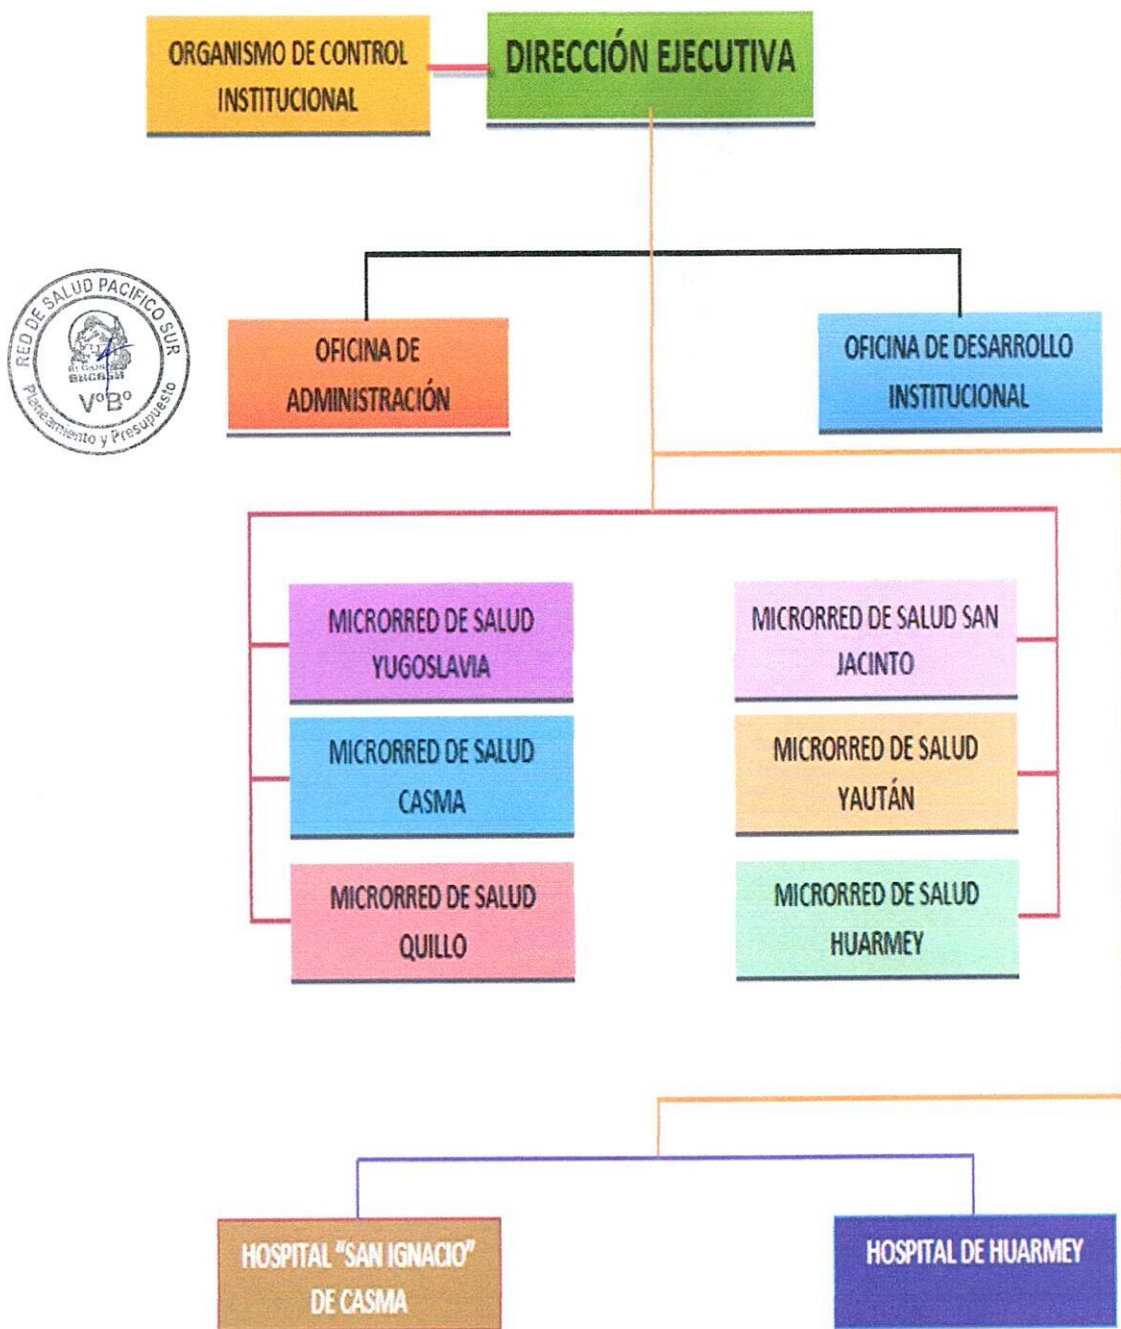 ORGANISMO DE CONTROL
INSTITUCIONAL
DIRECCIÓN EJECUTIVA
RED DE SALUD PACIFICO SUR
VºBº
Planeamiento y Presupuesto
OFICINA DE
ADMINISTRACIÓN
OFICINA DE DESARROLLO
INSTITUCIONAL
MICRORRED DE SALUD
YUGOSLAVIA
MICRORRED DE SALUD SAN
JACINTO
MICRORRED DE SALUD
CASMA
MICRORRED DE SALUD
YAUTÁN
MICRORRED DE SALUD
QUILLO
MICRORRED DE SALUD
HUARMEY
HOSPITAL "SAN IGNACIO"
DE CASMA
HOSPITAL DE HUARMEY